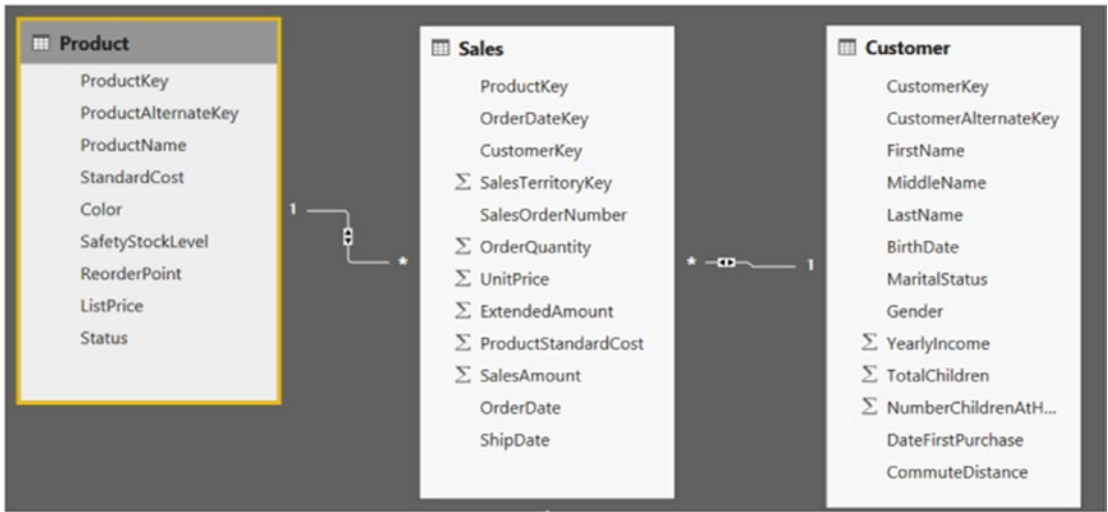 Product
ProductKey
ProductAlternateKey
ProductName
StandardCost
Color
SafetyStockLevel
ReorderPoint
ListPrice
Status
1
*
Sales
ProductKey
OrderDateKey
CustomerKey
Σ SalesTerritoryKey
SalesOrderNumber
Σ OrderQuantity
Σ UnitPrice
Σ ExtendedAmount
Σ ProductStandardCost
Σ SalesAmount
OrderDate
ShipDate
*
1
Customer
CustomerKey
CustomerAlternateKey
FirstName
MiddleName
LastName
BirthDate
MaritalStatus
Gender
Σ YearlyIncome
Σ TotalChildren
Σ NumberChildrenAtH...
DateFirstPurchase
CommuteDistance